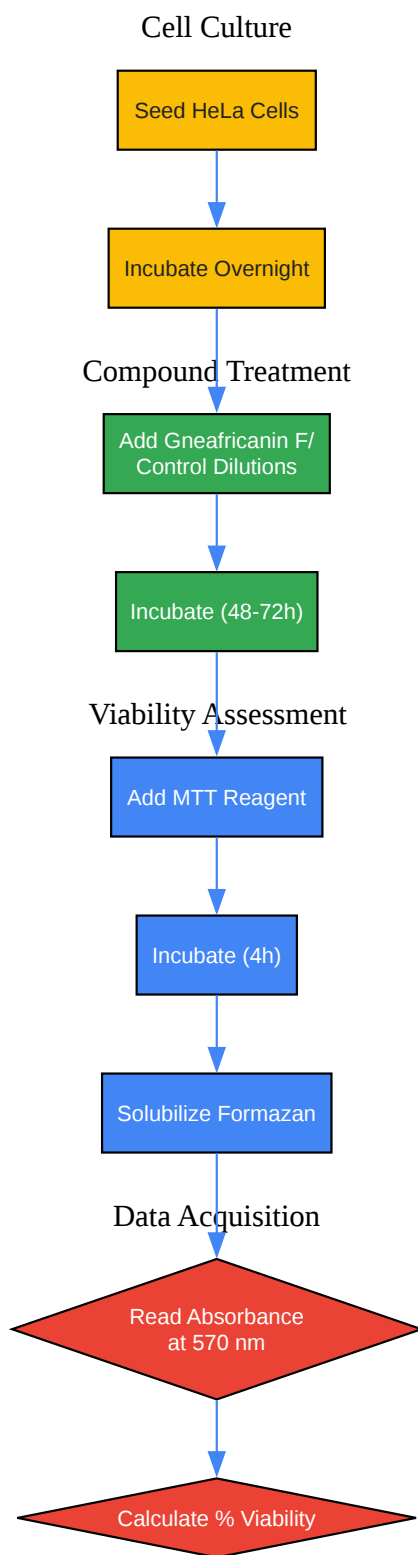 Cell Culture
Seed HeLa Cells
Incubate Overnight
Compound Treatment
Add Gneafricanin F/
Control Dilutions
Incubate (48-72h)
Viability Assessment
Add MTT Reagent
Incubate (4h)
Solubilize Formazan
Data Acquisition
Read Absorbance
at 570 nm
Calculate % Viability